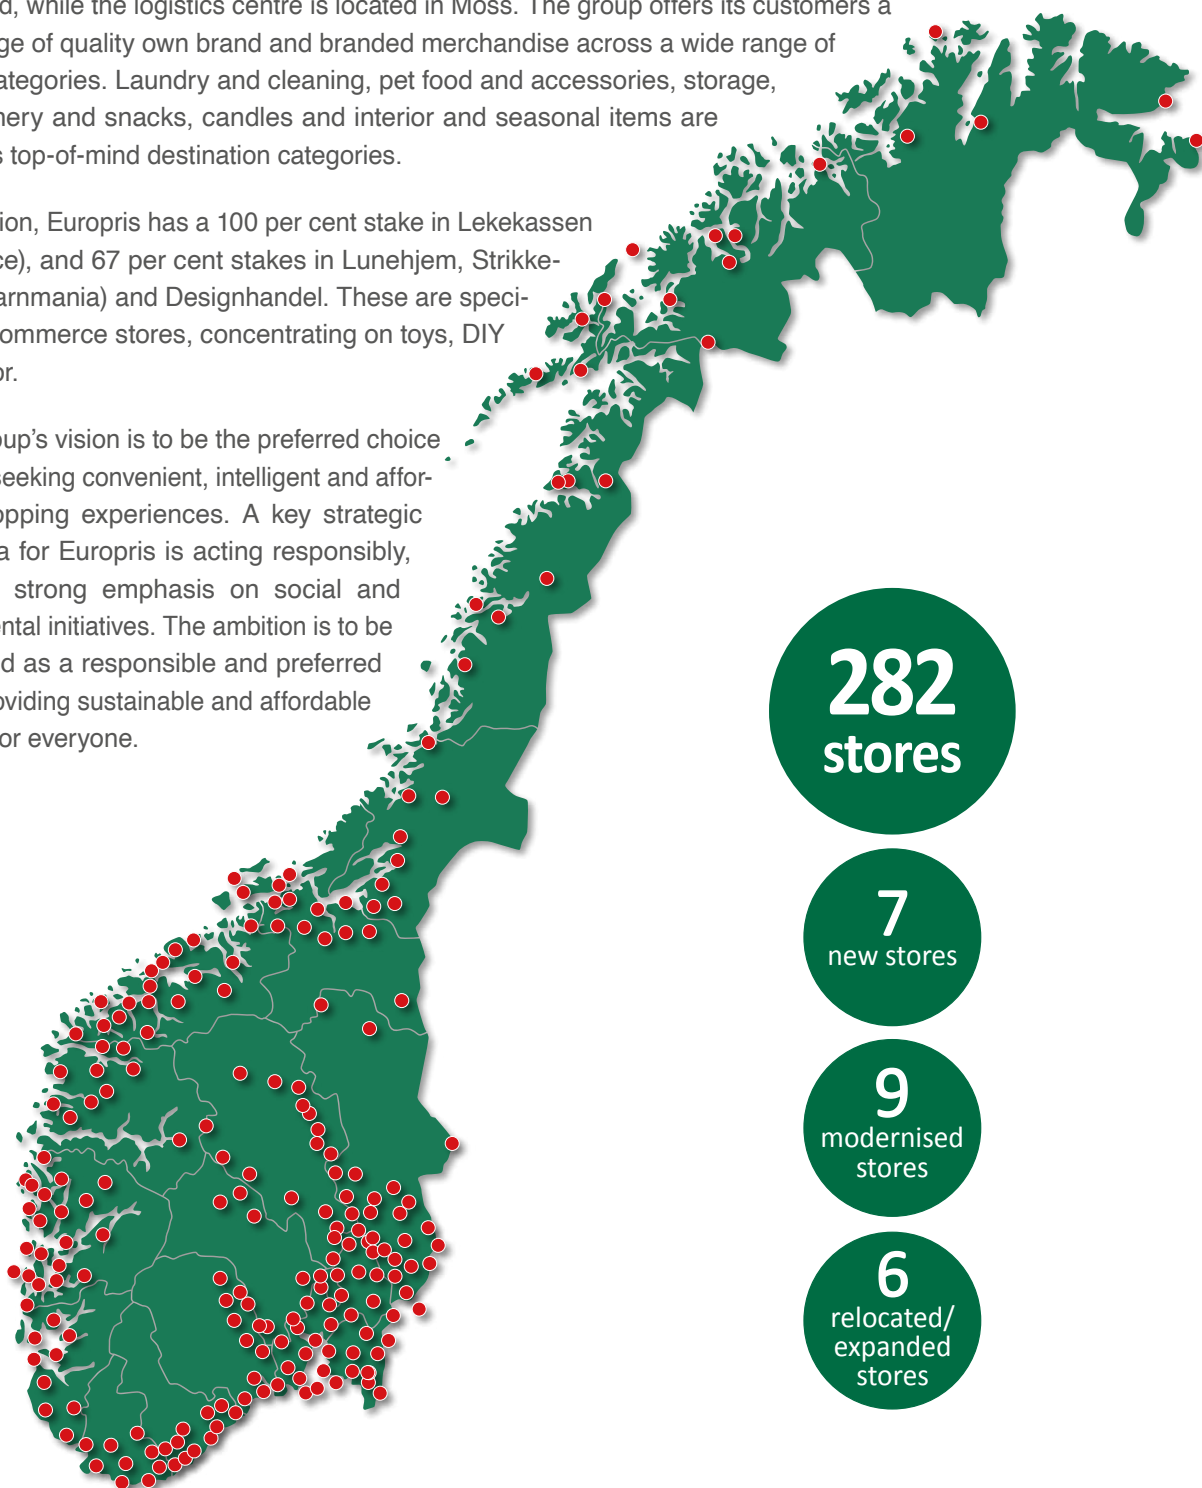 d, while the logistics centre is located in Moss. The group offers its customers a
ge of quality own brand and branded merchandise across a wide range of
ategories. Laundry and cleaning, pet food and accessories, storage,
nery and snacks, candles and interior and seasonal items are
s top-of-mind destination categories.
ion, Europris has a 100 per cent stake in Lekekassen
ce), and 67 per cent stakes in Lunehjem, Strikke-
arnmania) and Designhandel. These are speci-
ommerce stores, concentrating on toys, DIY
or.
oup's vision is to be the preferred choice
seeking convenient, intelligent and affor-
opping experiences. A key strategic
a for Europris is acting responsibly,
strong emphasis on social and
ental initiatives. The ambition is to be
d as a responsible and preferred
oviding sustainable and affordable
or everyone.
282
stores
7
new stores
9
modernised
stores
6
relocated/
expanded
stores